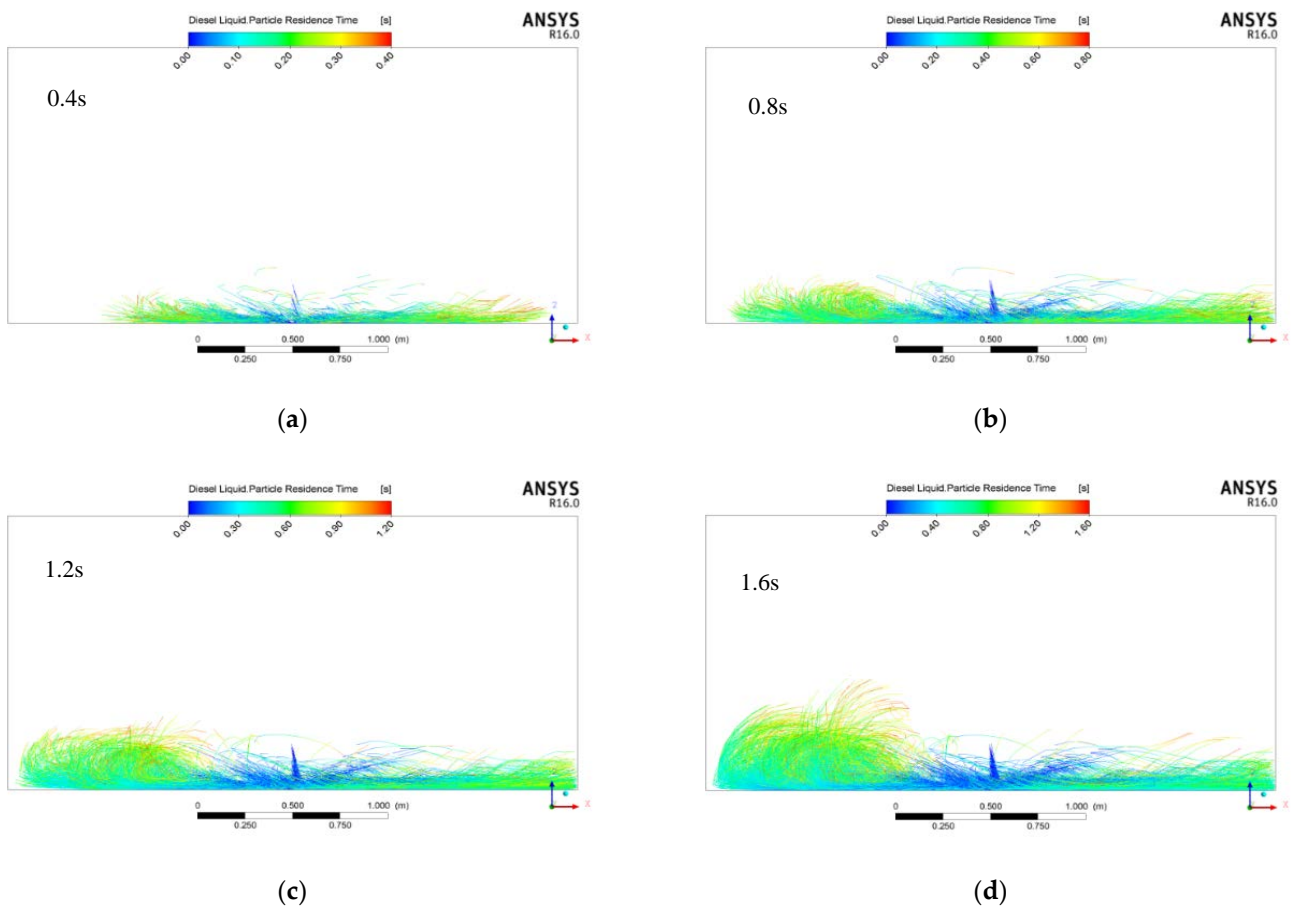 Diesel Liquid.Particle Residence Time [s]
ANSYS
R16.0
0.00 0.10 0.20 0.30 0.40
0.4s
Z
X
0 0.500 1.000 (m)
0.250 0.750
(a)
Diesel Liquid.Particle Residence Time [s]
ANSYS
R16.0
0.00 0.20 0.40 0.60 0.80
0.8s
Z
X
0 0.500 1.000 (m)
0.250 0.750
(b)
Diesel Liquid.Particle Residence Time [s]
ANSYS
R16.0
0.00 0.30 0.60 0.90 1.20
1.2s
X
0 0.500 1.000 (m)
0.250 0.750
(c)
Diesel Liquid.Particle Residence Time [s]
ANSYS
R16.0
0.00 0.40 0.80 1.20 1.60
1.6s
X
0 0.500 1.000 (m)
0.250 0.750
(d)